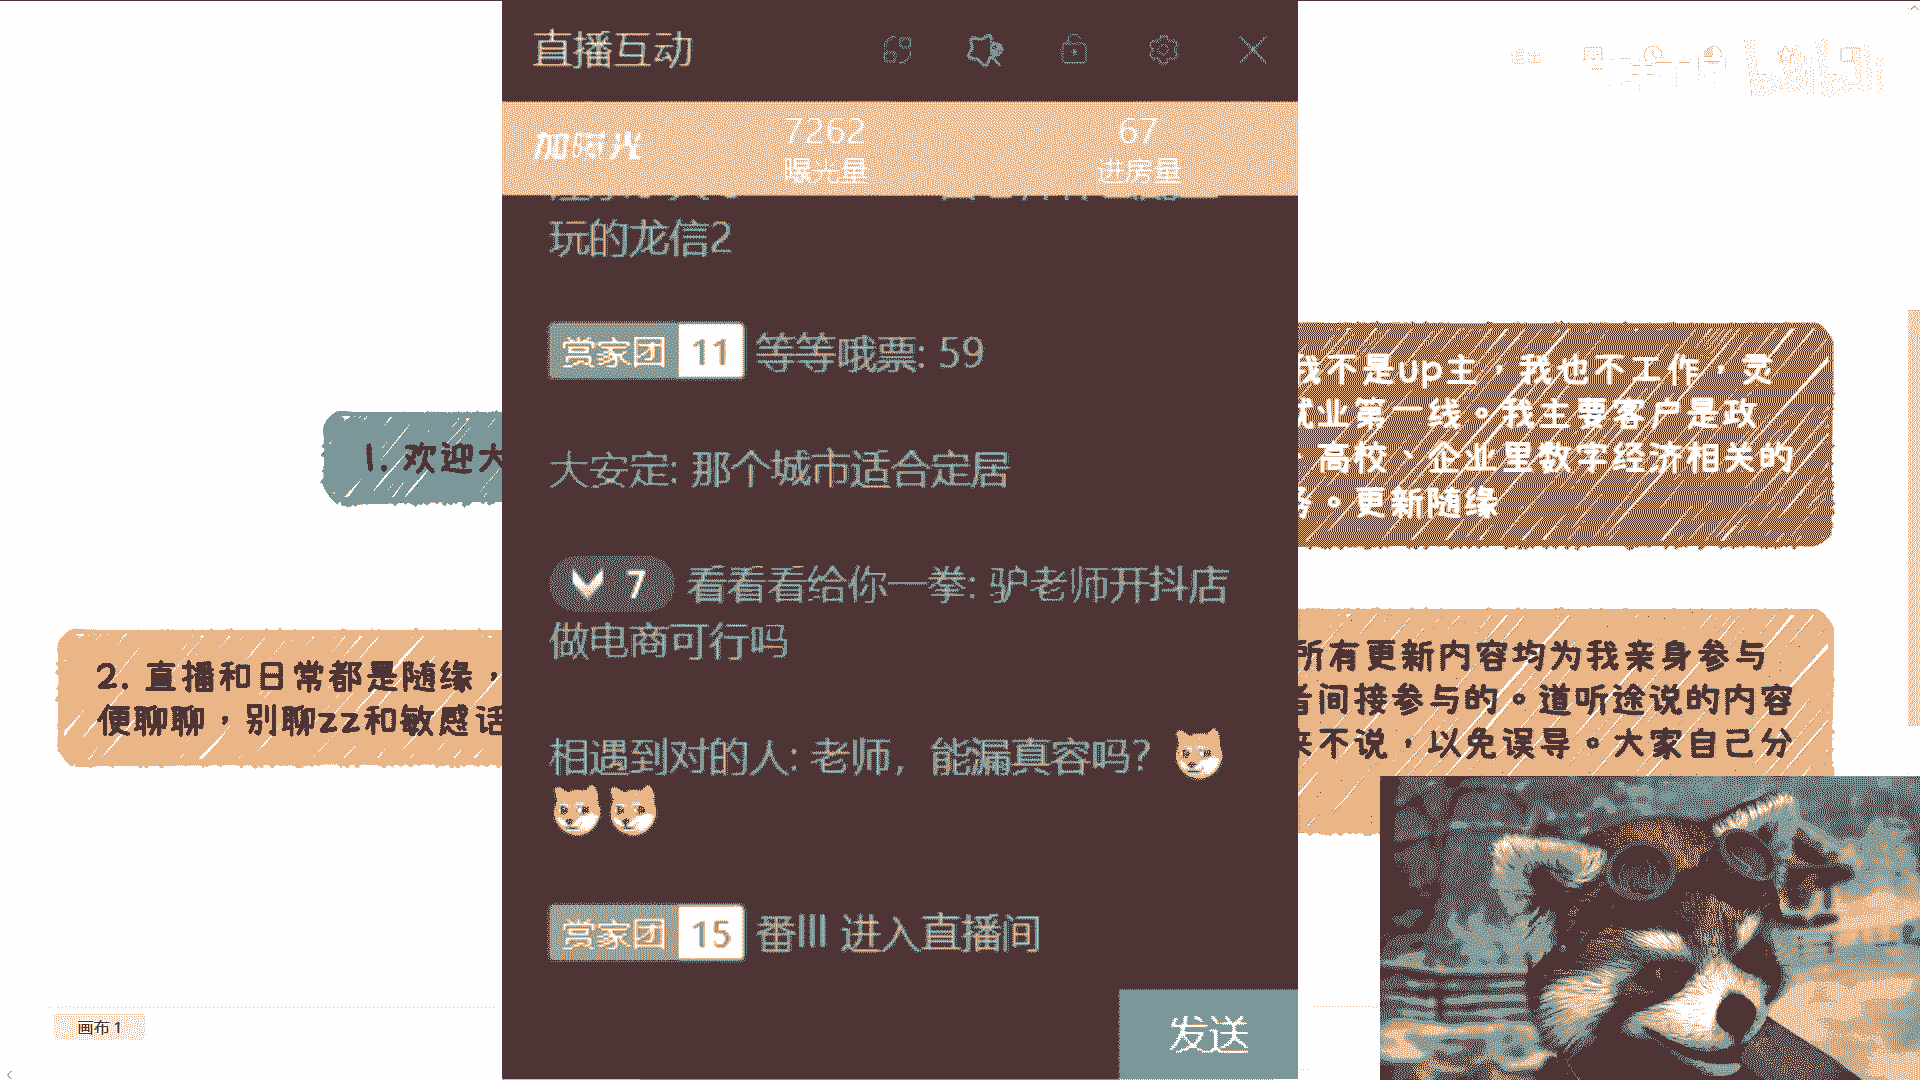 直播互动
加曝光
7262
曝光量
67
进房量
玩的龙信2
赏家团 11 等等哦票: 59
大安定: 那个城市适合定居
7 看看看给你一拳: 驴老师开抖店
做电商可行吗
相遇到对的人: 老师，能漏真容吗?
赏家团 15 番lll 进入直播间
发送
1. 欢迎大
2. 直播和日常都是随缘，
便聊聊，别聊zz和敏感话
我不是up主，我也不工作，灵
就业第一线。我主要客户是政
高校、企业里数字经济相关的
务。更新随缘
所有更新内容均为我亲身参与
者间接参与的。道听途说的内容
来不说，以免误导。大家自己分
画布 1